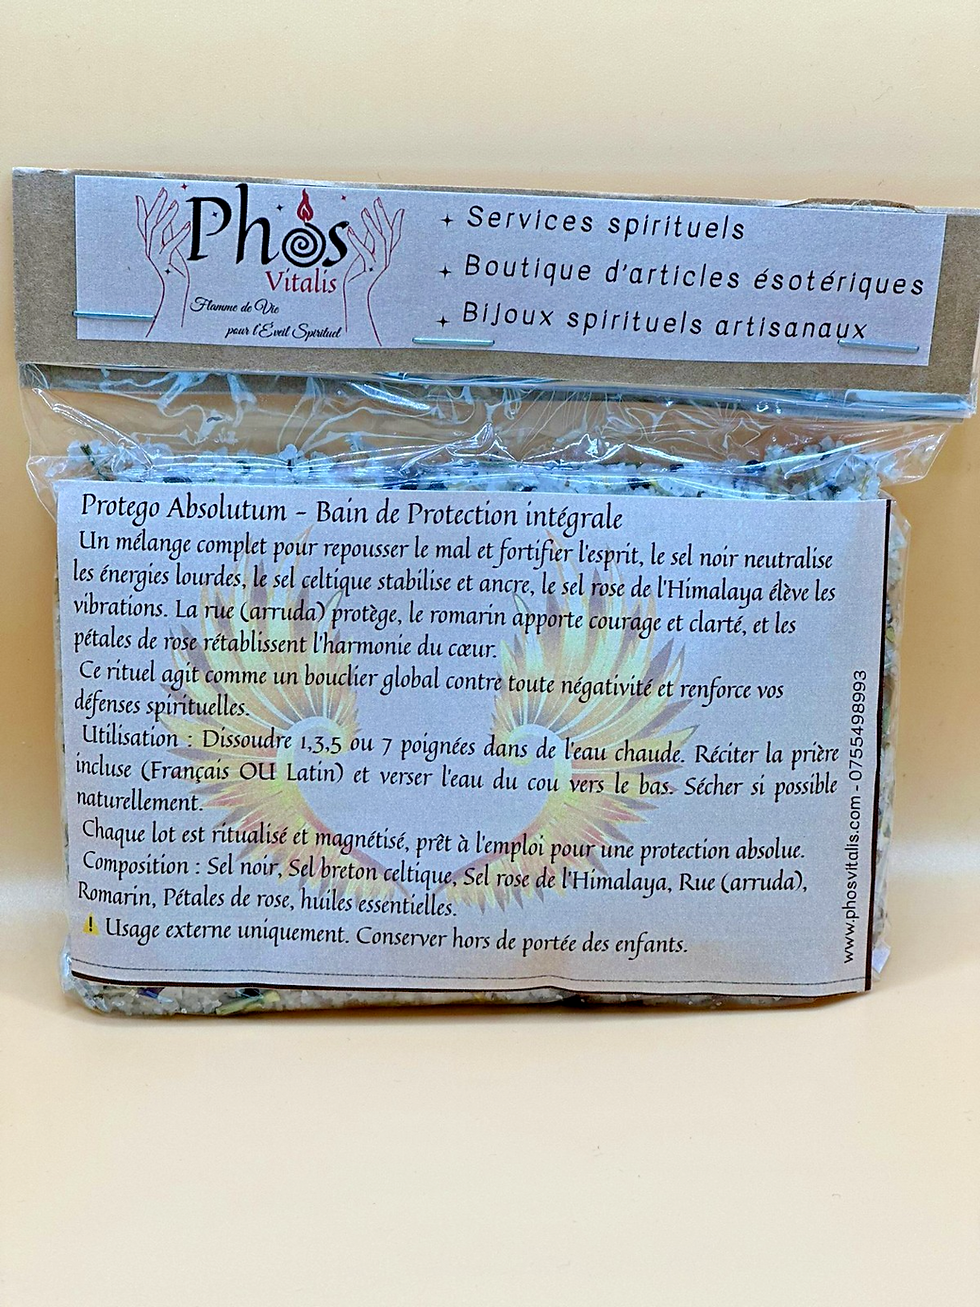 Phos
Vitalis
Flamme de Vie
pour l'Éveil Spirituel
Services spirituels
Boutique d'articles ésotériques
Bijoux spirituels artisanaux
Protego Absolutum - Bain de Protection intégrale
Un mélange complet pour repousser le mal et fortifier l'esprit, le sel noir neutralise
les énergies lourdes, le sel celtique stabilise et ancre, le sel rose de l'Himalaya élève les
vibrations. La rue (arruda) protège, le romarin apporte courage et clarté, et les
pétales de rose rétablissent l'harmonie du cœur.
Ce rituel agit comme un bouclier global contre toute négativité et renforce vos
défenses spirituelles.
Utilisation : Dissoudre 1,3,5 ou 7 poignées dans de l'eau chaude. Réciter la prière
incluse (Français OU Latin) et verser l'eau du cou vers le bas. Sécher si possible
naturellement.
Chaque lot est ritualisé et magnétisé, prêt à l'emploi pour une protection absolue.
Composition : Sel noir, Sel breton celtique, Sel rose de l'Himalaya, Rue (arruda),
Romarin, Pétales de rose, huiles essentielles.
⚠ Usage externe uniquement. Conserver hors de portée des enfants.
www.phosvitalis.com - 0755498993